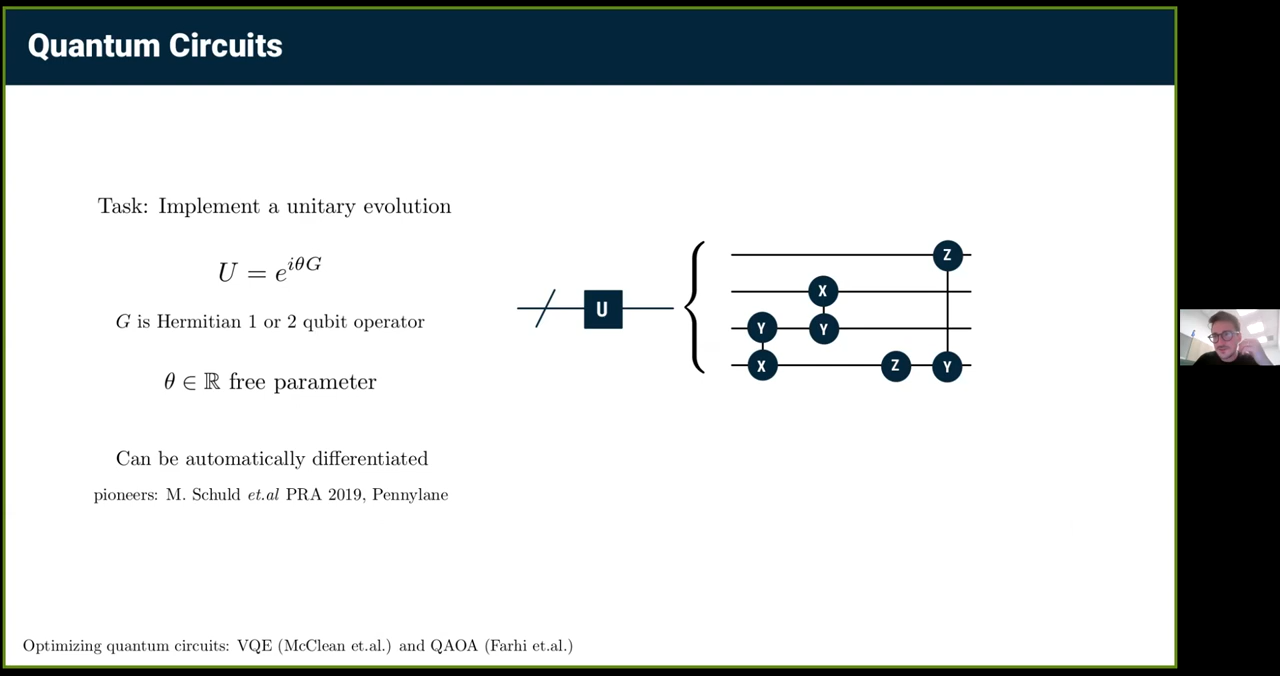 Quantum Circuits
Task: Implement a unitary evolution
U = e^{iθG}
G is Hermitian 1 or 2 qubit operator
θ ∈ ℝ free parameter
Can be automatically differentiated
pioneers: M. Schuld et.al PRA 2019, Pennylane
U
Z
X
Y Y
X Z Y
Optimizing quantum circuits: VQE (McClean et.al.) and QAOA (Farhi et.al.)